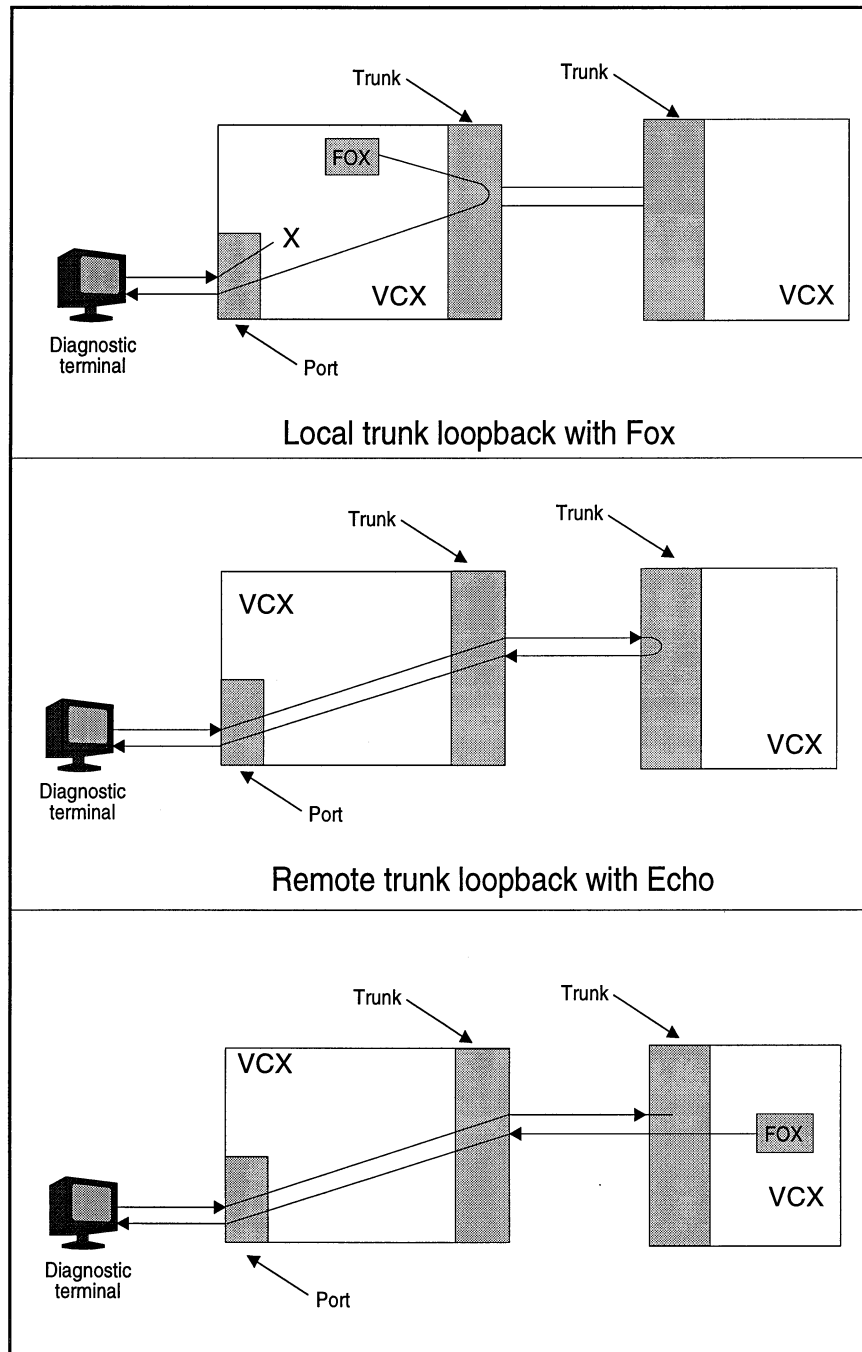 Trunk
Trunk
FOX
X
VCX
VCX
Diagnostic
terminal
Port
Local trunk loopback with Fox
Trunk
Trunk
VCX
VCX
Diagnostic
terminal
Port
Remote trunk loopback with Echo
Trunk
Trunk
VCX
FOX
VCX
Diagnostic
terminal
Port